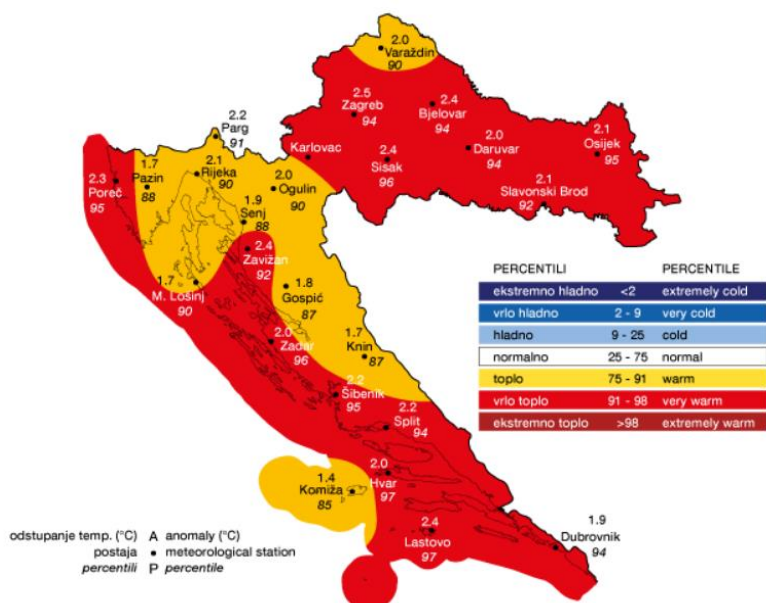 2.0
Varaždin
90
2.5
Zagreb
94
2.4
Bjelovar
94
2.0
Daruvar
94
2.1
Osijek
95
2.2
Parg
91
Karlovac
2.4
Sisak
96
2.1
Slavonski Brod
92
2.3
Poreč
95
1.7
Pazin
88
2.1
Rijeka
90
2.0
Ogulin
90
1.9
Senj
88
2.4
Zavižan
92
1.7
M. Lošinj
90
1.8
Gospić
87
2.0
Zadar
96
1.7
Knin
87
2.2
Šibenik
95
2.2
Split
94
1.4
Komiža
85
2.0
Hvar
97
2.4
Lastovo
97
1.9
Dubrovnik
94
PERCENTILI PERCENTILE
ekstremno hladno <2 extremely cold
vrlo hladno 2 - 9 very cold
hladno 9 - 25 cold
normalno 25 - 75 normal
toplo 75 - 91 warm
vrlo toplo 91 - 98 very warm
ekstremno toplo >98 extremely warm
odstupanje temp. (°C) A anomaly (°C)
postaja • meteorological station
percentili P percentile